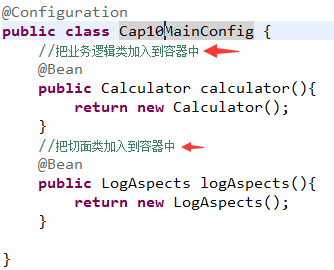 @Configuration
public class Cap10MainConfig {
//把业务逻辑类加入到容器中
@Bean
public Calculator calculator(){
return new Calculator();
}
//把切面类加入到容器中
@Bean
public LogAspects logAspects(){
return new LogAspects();
}
}